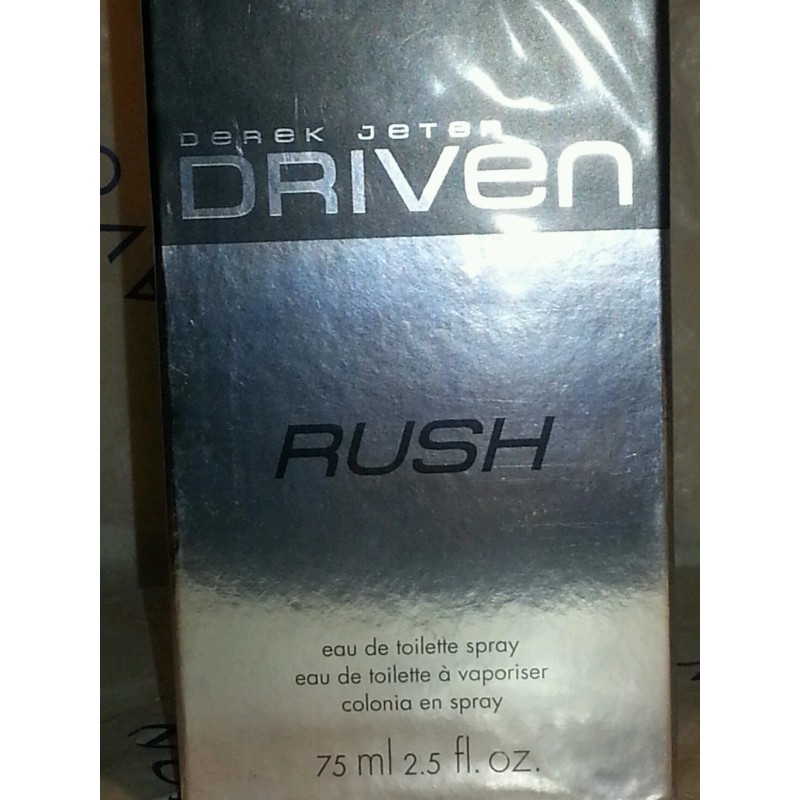 DEREK JETER
DRIVEN
RUSH
eau de toilette spray
eau de toilette à vaporiser
colonia en spray
75 ml 2.5 fl. oz.